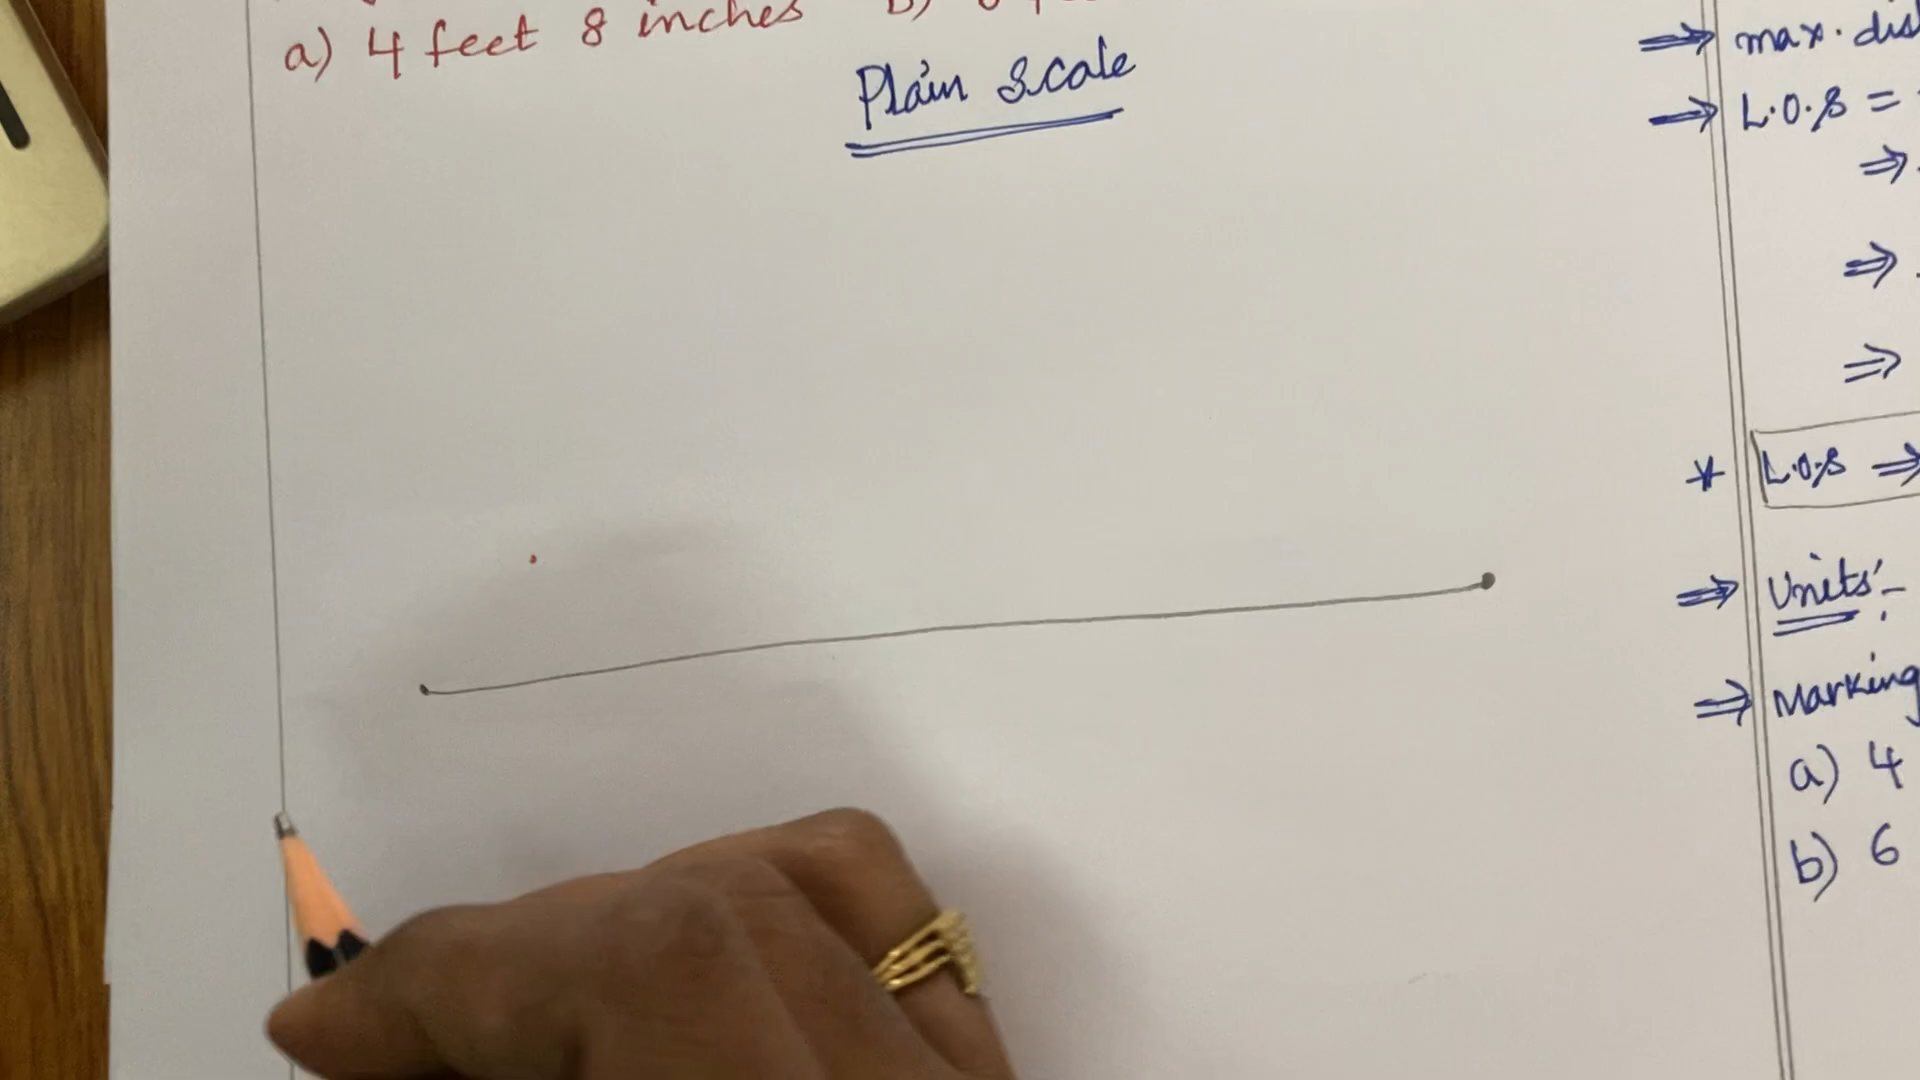 a) 4 feet 8 inches b)
Plain Scale
max. dis
L.O.S =
L.O.S ⇒
Units:-
Marking
a) 4
b) 6